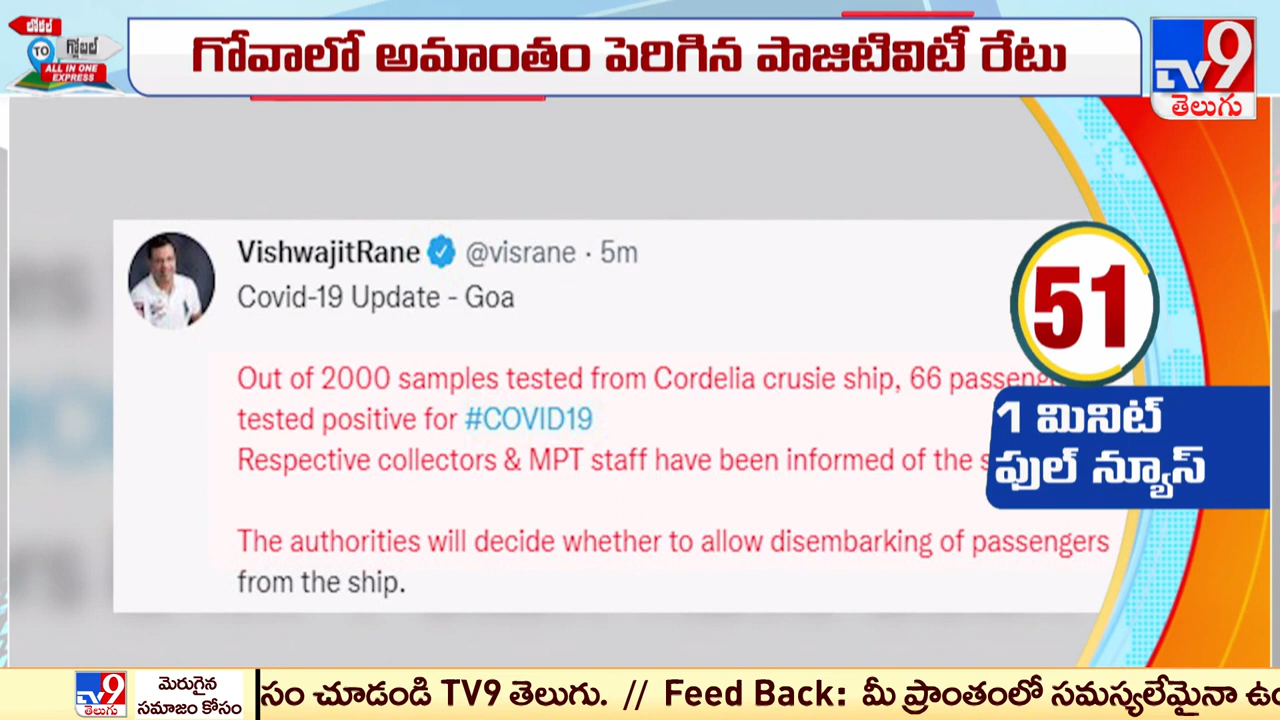 లోకల్
TO
గ్లోబల్
ALL IN ONE
EXPRESS
గోవాలో అమాంతం పెరిగిన పాజిటివిటీ రేటు
TV9
తెలుగు
VishwajitRane @visrane · 5m
Covid-19 Update - Goa
Out of 2000 samples tested from Cordelia crusie ship, 66
tested positive for #COVID19
Respective collectors & MPT staff have been informed of the
The authorities will decide whether to allow disembarking of passengers
from the ship.
51
1 మినిట్
ఫుల్ న్యూస్
TV9
తెలుగు
మెరుగైన
సమాజం కోసం
సం చూడండి TV9 తెలుగు. // Feed Back: మీ ప్రాంతంలో సమస్యలేమైనా